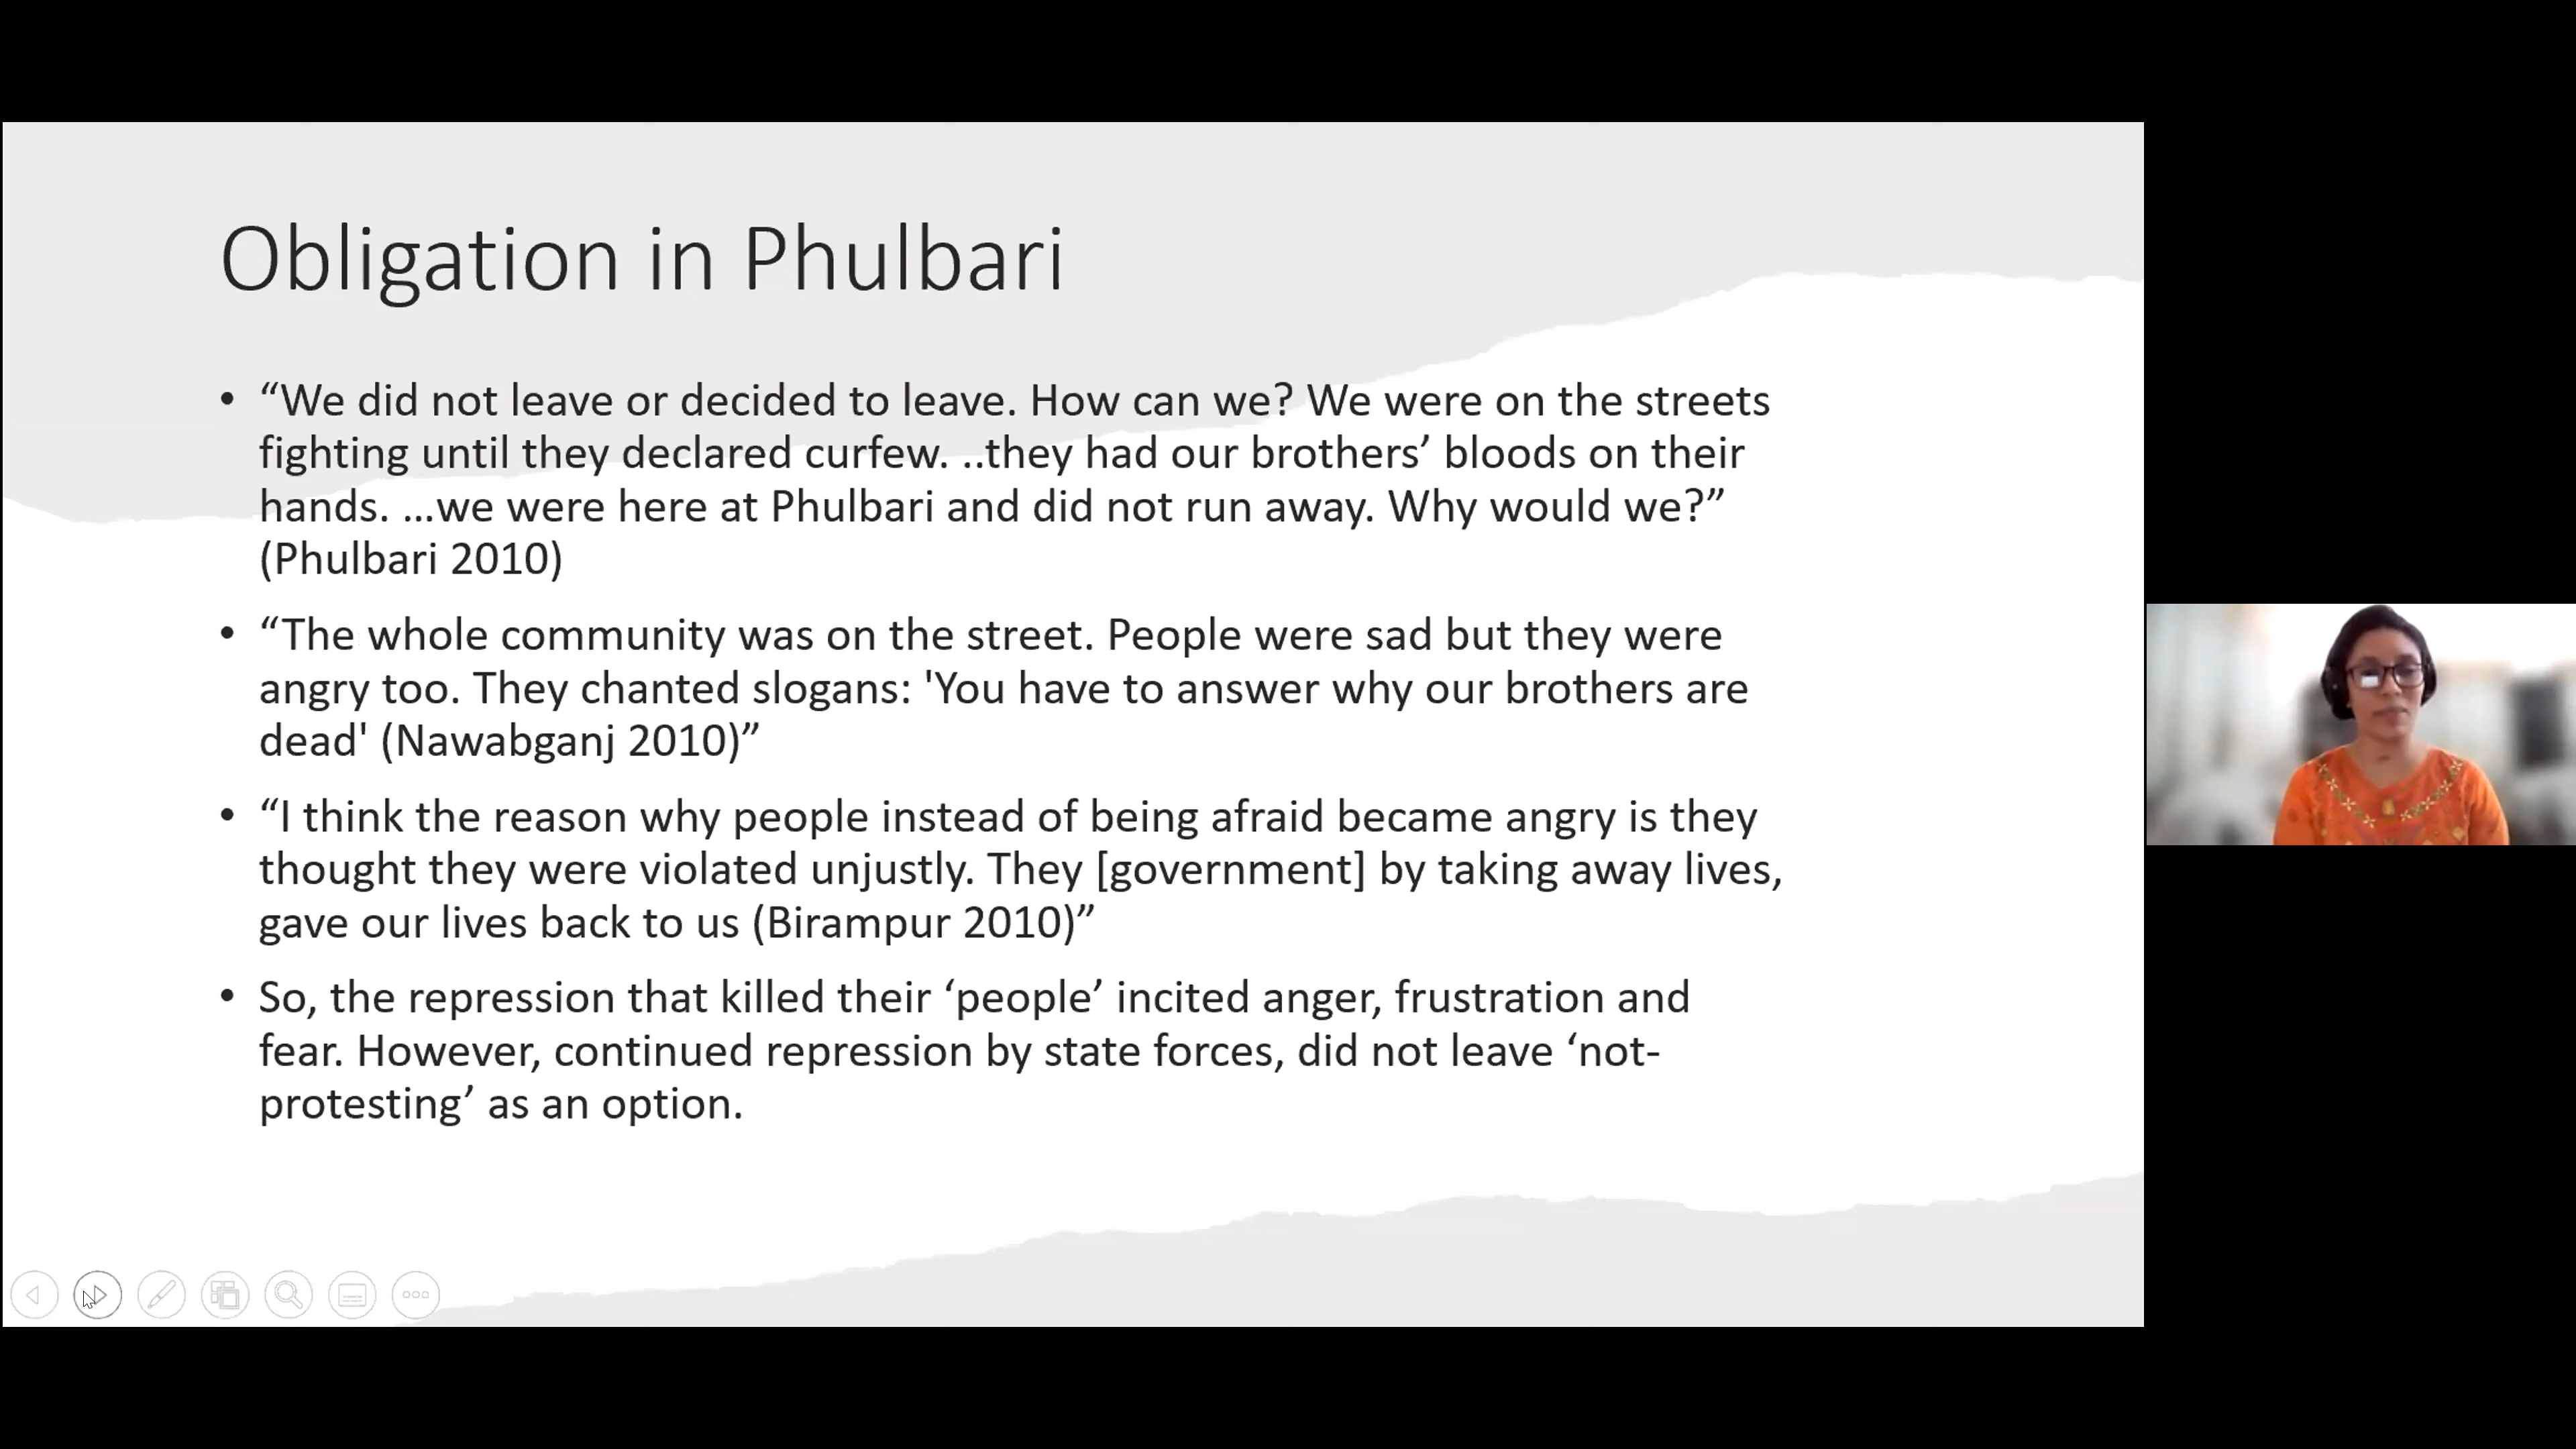 Obligation in Phulbari
• “We did not leave or decided to leave. How can we? We were on the streets
fighting until they declared curfew. ..they had our brothers’ bloods on their
hands. …we were here at Phulbari and did not run away. Why would we?”
(Phulbari 2010)
• “The whole community was on the street. People were sad but they were
angry too. They chanted slogans: 'You have to answer why our brothers are
dead' (Nawabganj 2010)”
• “I think the reason why people instead of being afraid became angry is they
thought they were violated unjustly. They [government] by taking away lives,
gave our lives back to us (Birampur 2010)”
• So, the repression that killed their ‘people’ incited anger, frustration and
fear. However, continued repression by state forces, did not leave ‘not-
protesting’ as an option.